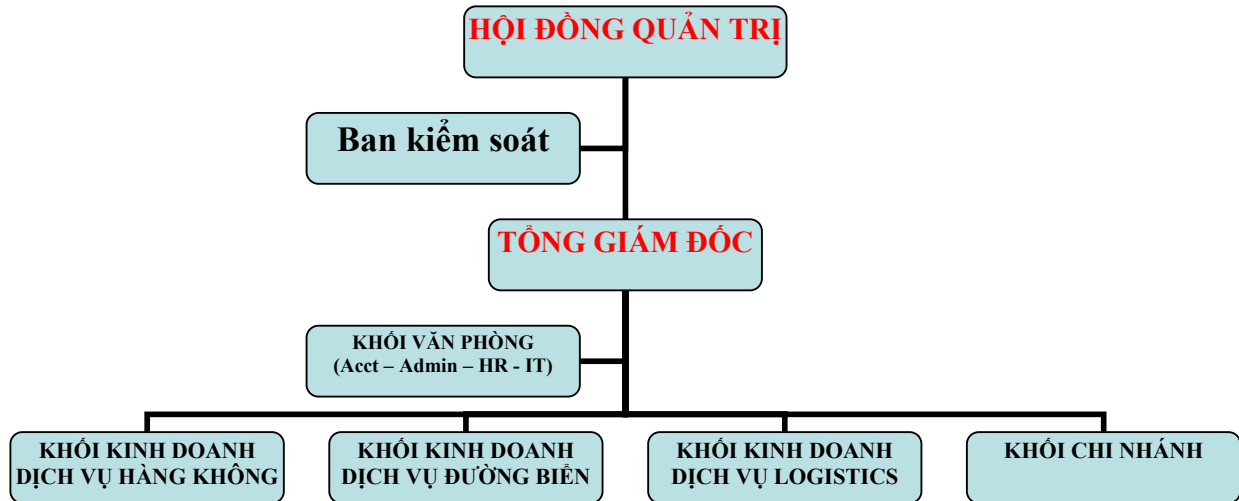 HỘI ĐỒNG QUẢN TRỊ
Ban kiểm soát
TỔNG GIÁM ĐỐC
KHỐI VĂN PHÒNG
(Acct – Admin – HR - IT)
KHỐI KINH DOANH
DỊCH VỤ HÀNG KHÔNG
KHỐI KINH DOANH
DỊCH VỤ ĐƯỜNG BIỂN
KHỐI KINH DOANH
DỊCH VỤ LOGISTICS
KHỐI CHI NHÁNH